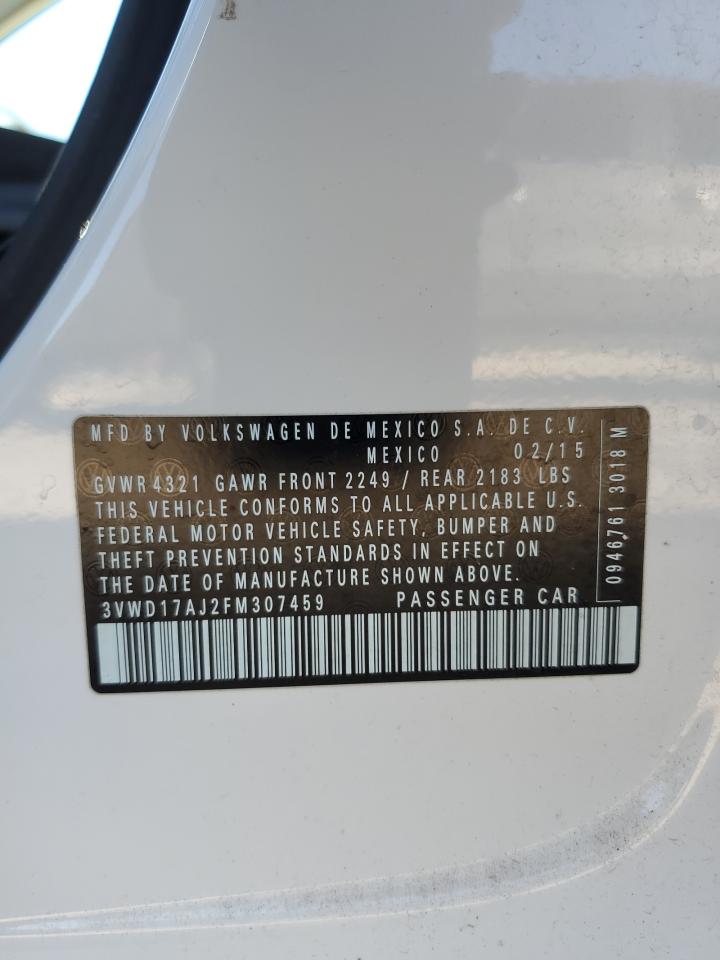 MFD BY VOLKSWAGEN DE MEXICO S.A. DE C.V.
MEXICO 02/15
GVWR 4321 GAWR FRONT 2249 / REAR 2183 LBS
THIS VEHICLE CONFORMS TO ALL APPLICABLE U.S.
FEDERAL MOTOR VEHICLE SAFETY, BUMPER AND
THEFT PREVENTION STANDARDS IN EFFECT ON
THE DATE OF MANUFACTURE SHOWN ABOVE.
3VWD17AJ2FM307459 PASSENGER CAR
0946761 3018 M